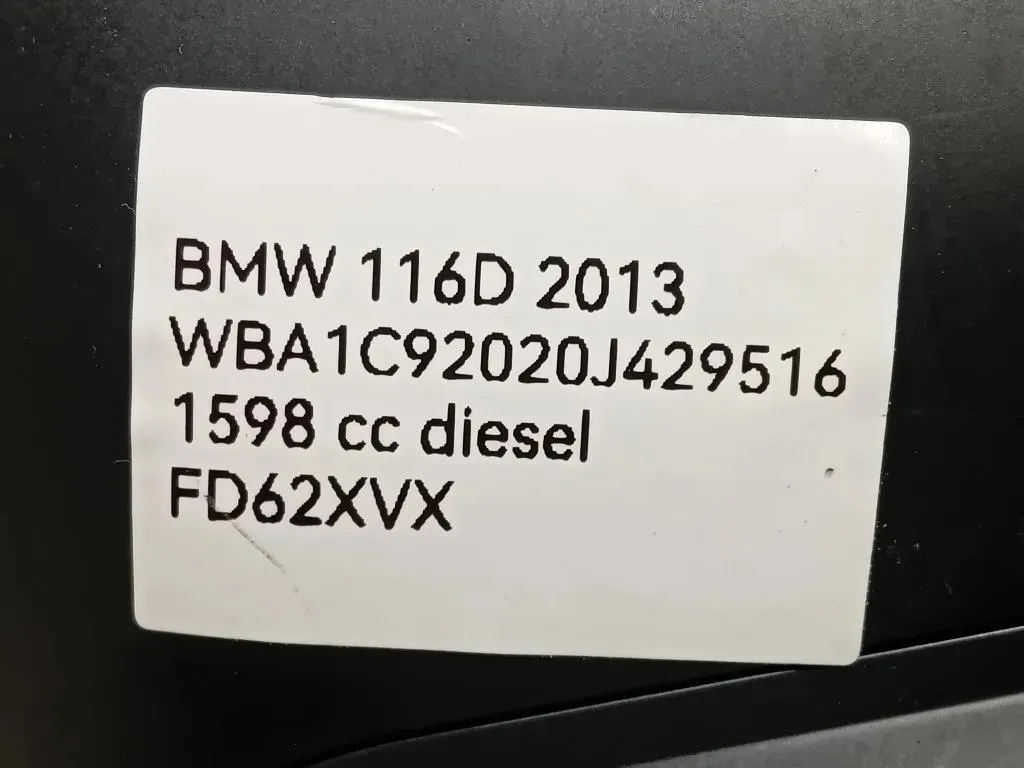 BMW 116D 2013
WBA1C92020J429516
1598 cc diesel
FD62XVX